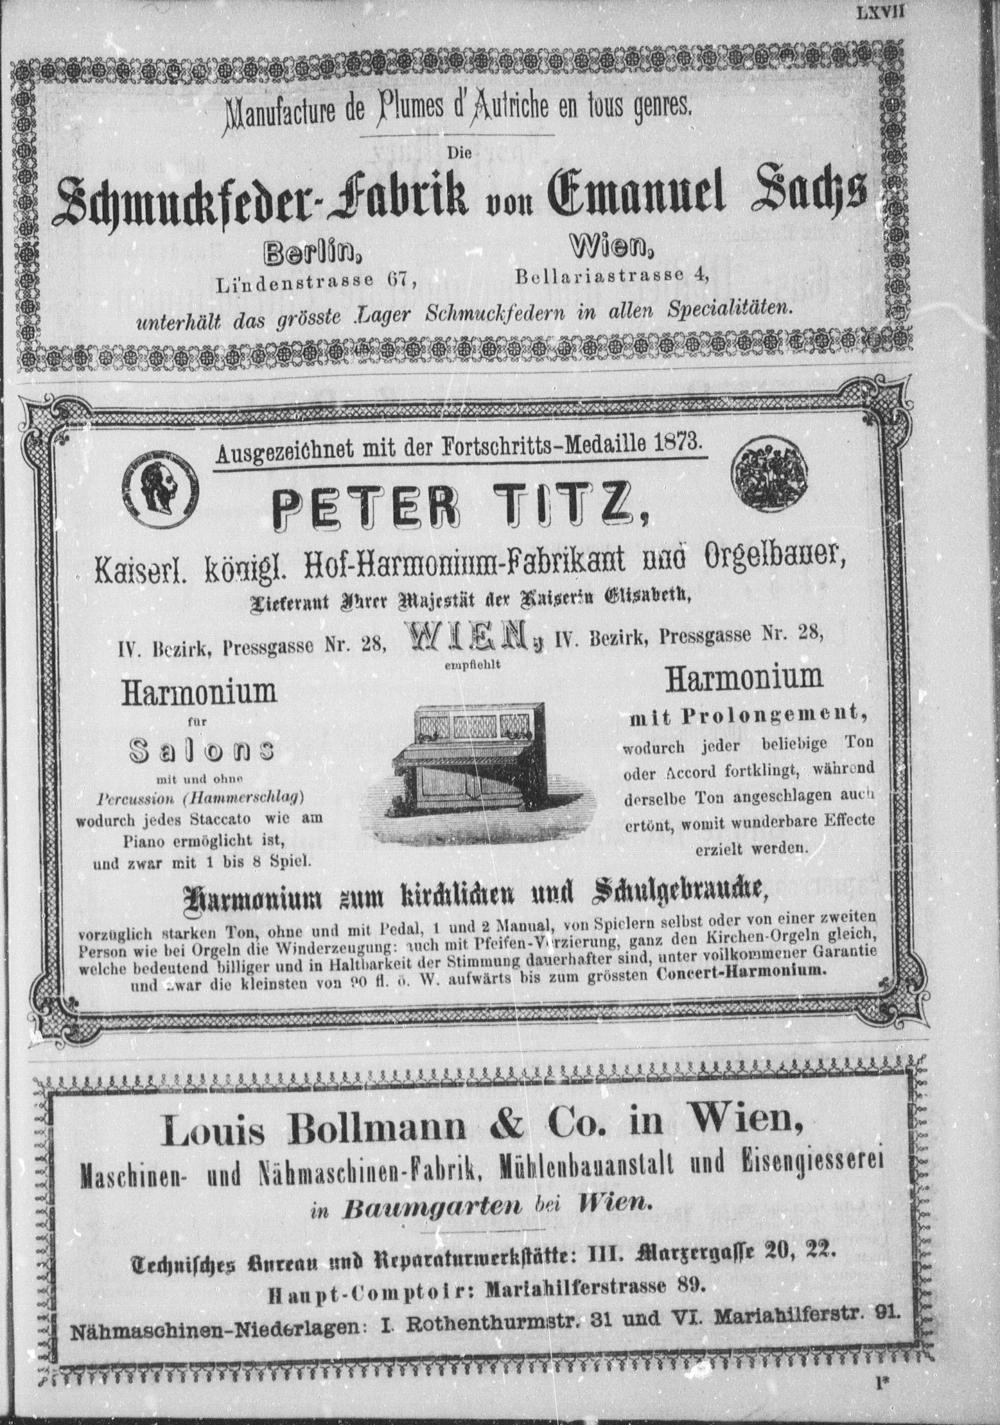 LXVII
Manufacture de Plumes d'Autriche en tous genres.
Die
Schmuckfeder-Fabrik von Emanuel Sachs
Berlin,
Lindenstrasse 67,
Wien,
Bellariastrasse 4,
unterhält das grösste Lager Schmuckfedern in allen Specialitäten.
Ausgezeichnet mit der Fortschritts-Medaille 1873.
PETER TITZ,
Kaiserl. königl. Hof-Harmonium-Fabrikant und Orgelbauer,
Lieferant Ihrer Majestät der Kaiserin Elisabeth,
IV. Bezirk, Pressgasse Nr. 28, WIEN, IV. Bezirk, Pressgasse Nr. 28,
empfiehlt
Harmonium
für
Salons
mit und ohne
Percussion (Hammerschlag)
wodurch jedes Staccato wie am
Piano ermöglicht ist,
und zwar mit 1 bis 8 Spiel.
Harmonium
mit Prolongement,
wodurch jeder beliebige Ton
oder Accord fortklingt, während
derselbe Ton angeschlagen auch
ertönt, womit wunderbare Effecte
erzielt werden.
Harmonium zum kirchlichen und Schulgebrauche,
vorzüglich starken Ton, ohne und mit Pedal, 1 und 2 Manual, von Spielern selbst oder von einer zweiten
Person wie bei Orgeln die Winderzeugung: auch mit Pfeifen-Verzierung, ganz den Kirchen-Orgeln gleich,
welche bedeutend billiger und in Haltbarkeit der Stimmung dauerhafter sind, unter vollkommener Garantie
und zwar die kleinsten von 90 fl. ö. W. aufwärts bis zum grössten Concert-Harmonium.
Louis Bollmann & Co. in Wien,
Maschinen- und Nähmaschinen-Fabrik, Mühlenbauanstalt und Eisengiesserei
in Baumgarten bei Wien.
Technisches Bureau und Reparaturwerkstätte: III. Marxergasse 20, 22.
Haupt-Comptoir: Mariahilferstrasse 89.
Nähmaschinen-Niederlagen: I. Rothenthurmstr. 31 und VI. Mariahilferstr. 91.
1*